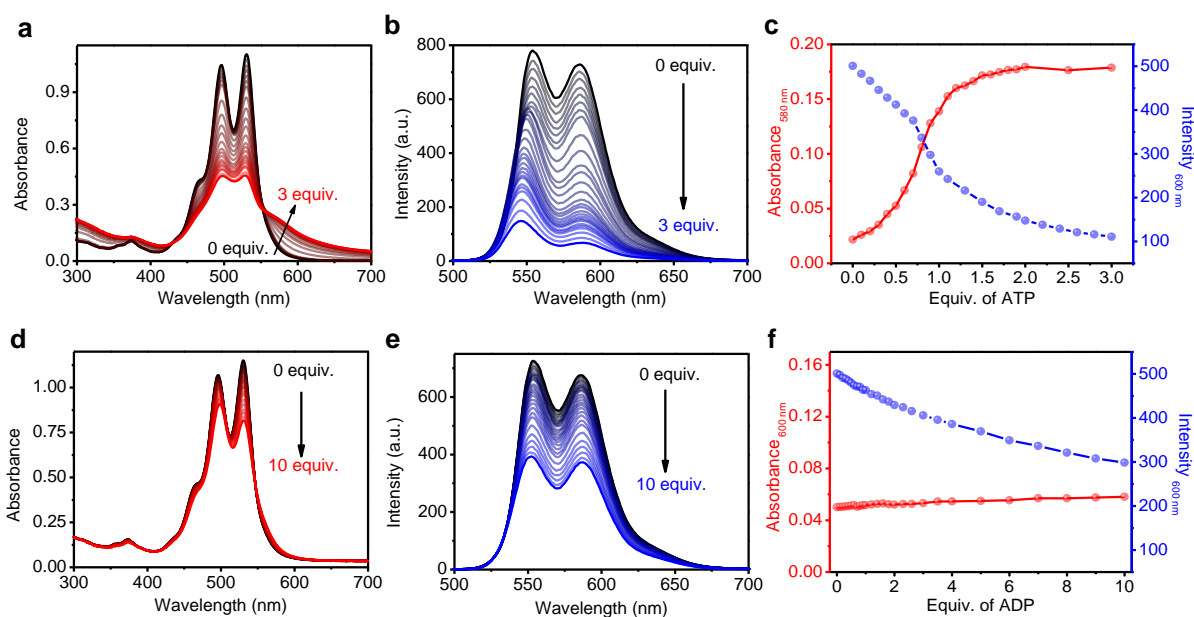 a
Absorbance
0.9
0.6
0.3
0.0
3 equiv.
0 equiv.
300 400 500 600 700
Wavelength (nm)
b
Intensity (a.u.)
800
600
400
200
0
0 equiv.
3 equiv.
500 550 600 650 700
Wavelength (nm)
c
Absorbance 580 nm
0.20
0.15
0.10
0.05
0.00
500
400
300
200
100
Intensity 600 nm
0.0 0.5 1.0 1.5 2.0 2.5 3.0
Equiv. of ATP
d
Absorbance
1.00
0.75
0.50
0.25
0.00
0 equiv.
10 equiv.
300 400 500 600 700
Wavelength (nm)
e
Intensity (a.u.)
600
400
200
0
0 equiv.
10 equiv.
500 550 600 650 700
Wavelength (nm)
f
Absorbance 600 nm
0.16
0.12
0.08
0.04
0.00
500
400
300
200
100
Intensity 600 nm
0 2 4 6 8 10
Equiv. of ADP